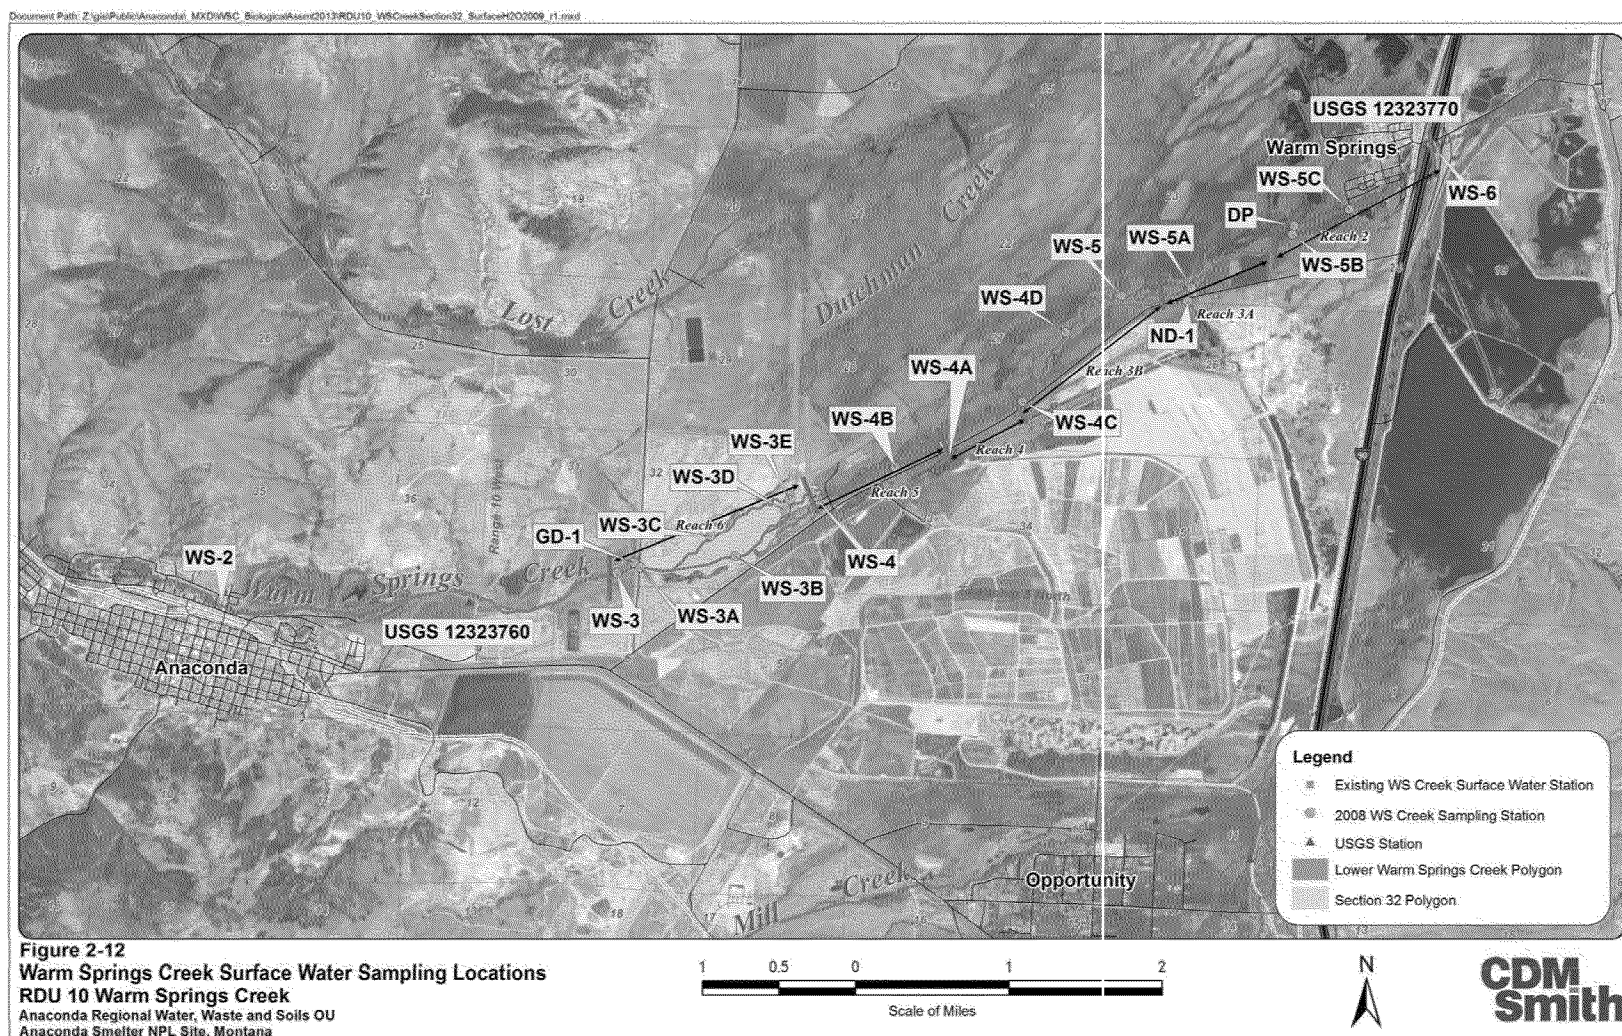 Document Path: Z:\gis\Public\Anaconda\_MXD\WSC_BiologicalAssmt2013\RDU10_WSCreekSection32_SurfaceH2O2009_r1.mxd
USGS 12323770
Warm Springs
WS-5C
WS-6
DP
Reach 2
WS-5A
WS-5
WS-5B
WS-4D
ND-1
Reach 3A
Dutchman Creek
Lost Creek
WS-4A
Reach 3B
WS-4B
WS-4C
WS-3E
Reach 4
WS-3D
Reach 5
Range 10 West
WS-3C
Reach 6
GD-1
WS-4
WS-2
Warm Springs Creek
WS-3B
WS-3
WS-3A
USGS 12323760
Anaconda
Opportunity
Mill Creek
Legend
Existing WS Creek Surface Water Station
2008 WS Creek Sampling Station
USGS Station
Lower Warm Springs Creek Polygon
Section 32 Polygon
Figure 2-12
Warm Springs Creek Surface Water Sampling Locations
RDU 10 Warm Springs Creek
Anaconda Regional Water, Waste and Soils OU
Anaconda Smelter NPL Site, Montana
1 0.5 0 1 2
Scale of Miles
N
CDM
Smith